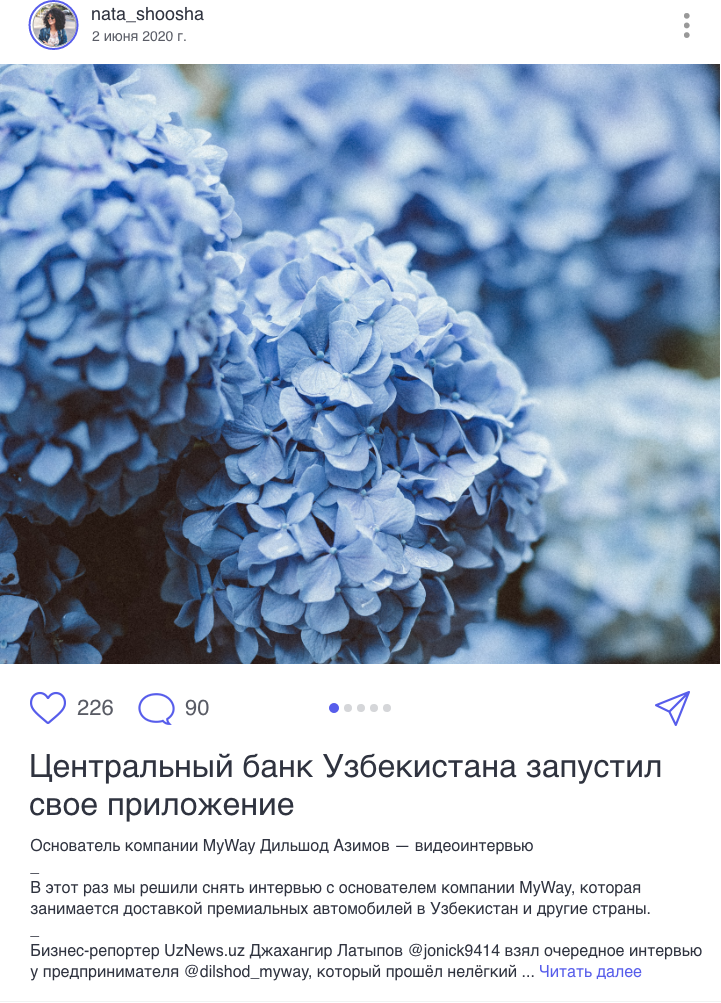 nata_shoosha
2 июня 2020 г.
226 90
Центральный банк Узбекистана запустил
свое приложение
Основатель компании MyWay Дильшод Азимов — видеоинтервью
_
В этот раз мы решили снять интервью с основателем компании MyWay, которая
занимается доставкой премиальных автомобилей в Узбекистан и другие страны.
_
Бизнес-репортер UzNews.uz Джахангир Латыпов @jonick9414 взял очередное интервью
у предпринимателя @dilshod_myway, который прошёл нелёгкий ... Читать далее